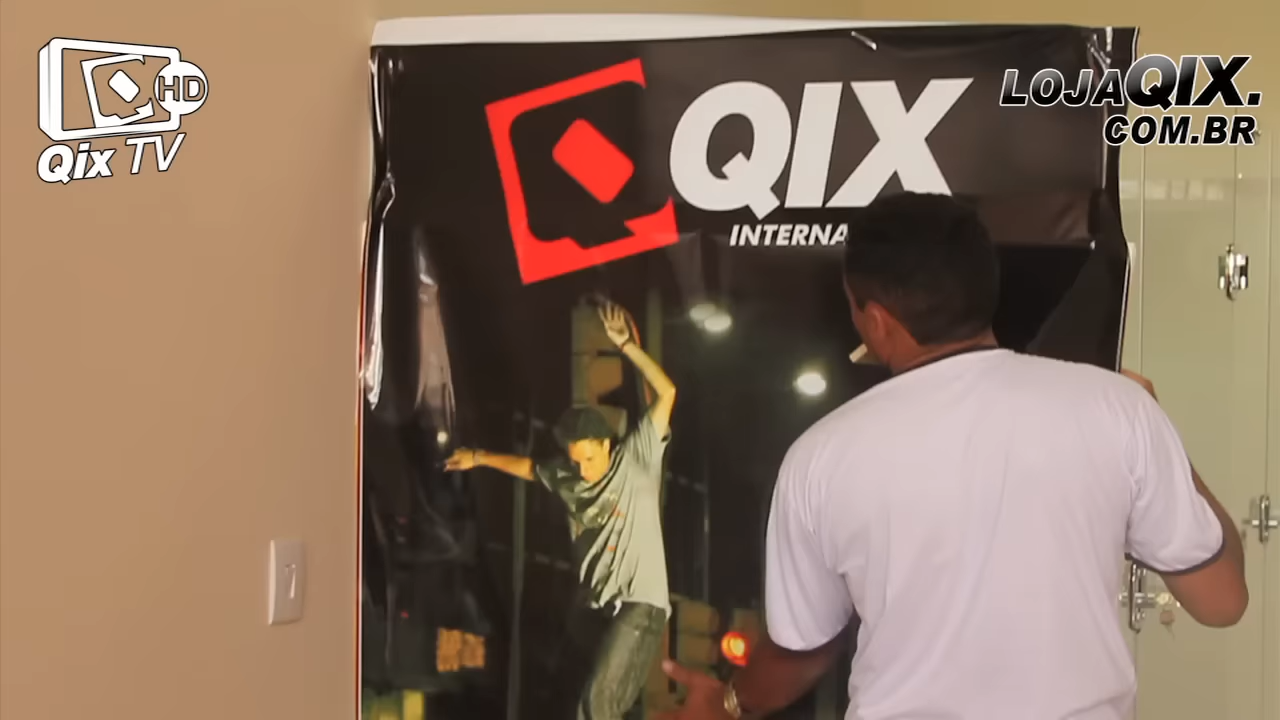 HD
Qix TV
QIX
INTERNA
LOJAQIX.
COM.BR